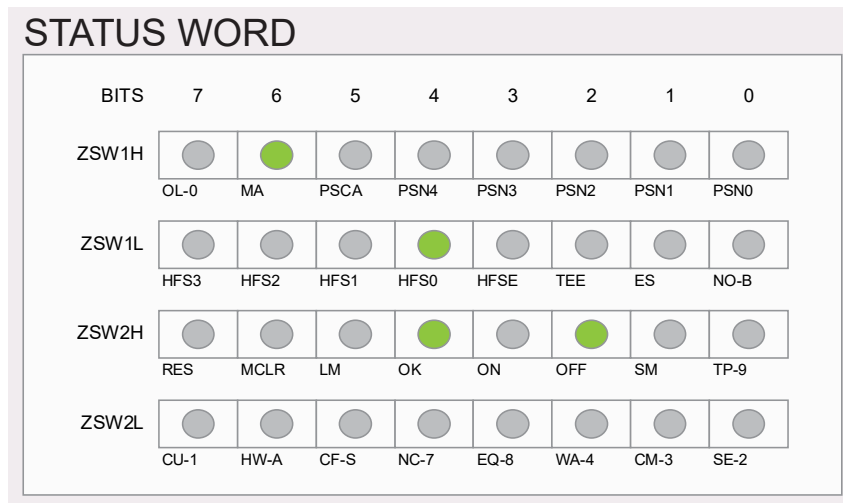 STATUS WORD
BITS 7 6 5 4 3 2 1 0
ZSW1H
OL-0 MA PSCA PSN4 PSN3 PSN2 PSN1 PSN0
ZSW1L
HFS3 HFS2 HFS1 HFS0 HFSE TEE ES NO-B
ZSW2H
RES MCLR LM OK ON OFF SM TP-9
ZSW2L
CU-1 HW-A CF-S NC-7 EQ-8 WA-4 CM-3 SE-2